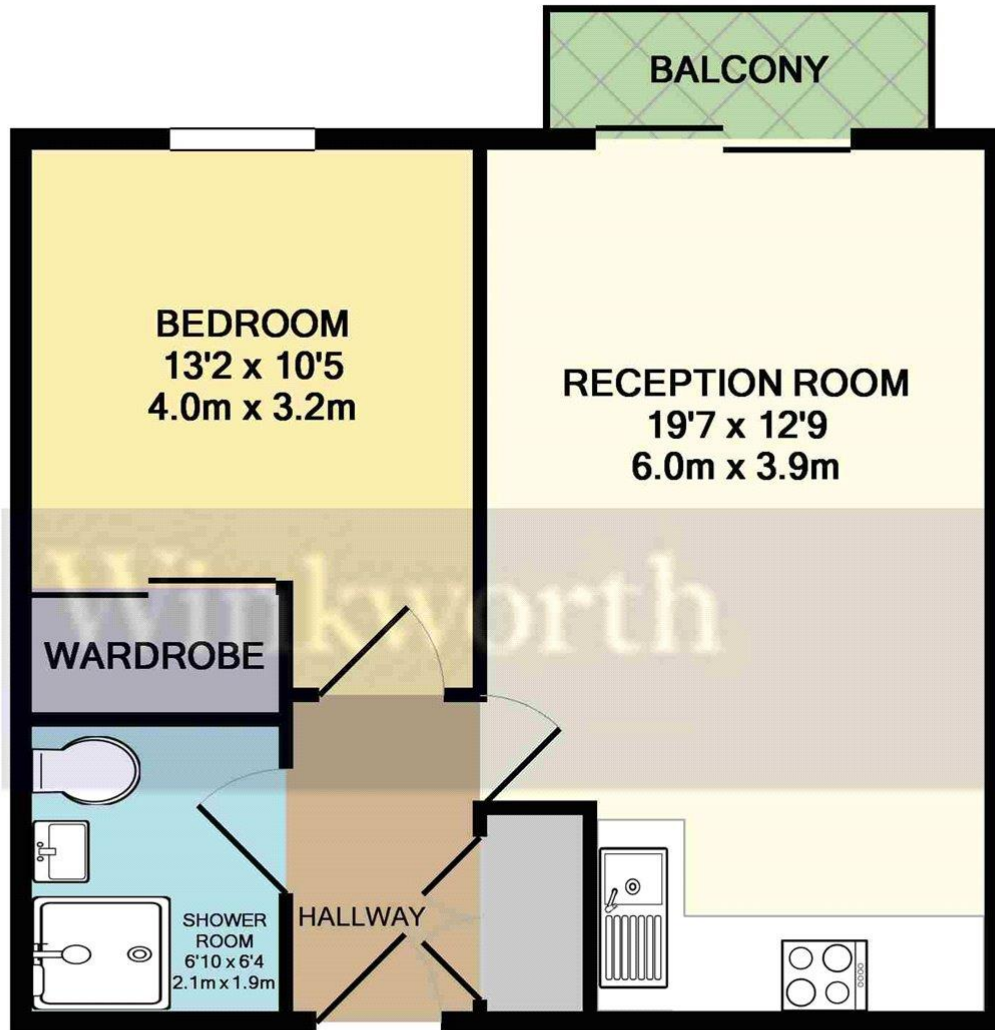 BALCONY
BEDROOM
13'2 x 10'5
4.0m x 3.2m
RECEPTION ROOM
19'7 x 12'9
6.0m x 3.9m
Winkworth
WARDROBE
SHOWER
ROOM
6'10 x 6'4
2.1m x 1.9m
HALLWAY